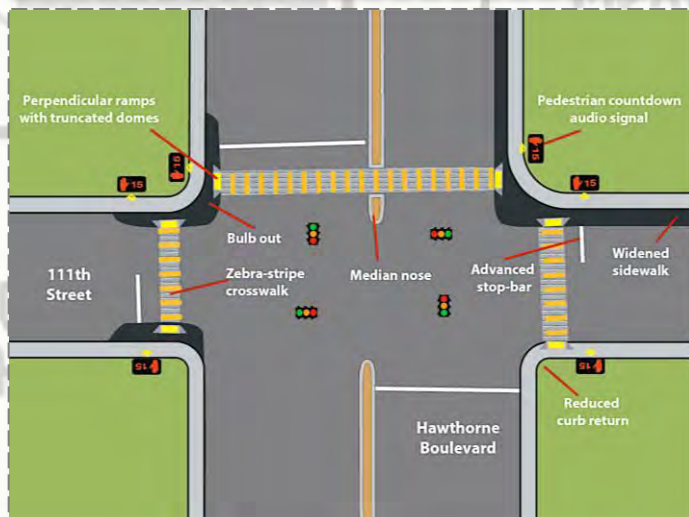 Perpendicular ramps
with truncated domes
Pedestrian countdown
audio signal
15
15
15
15
Bulb out
Median nose
Advanced
stop-bar
Widened
sidewalk
111th
Street
Zebra-stripe
crosswalk
15
15
Reduced
curb return
Hawthorne
Boulevard